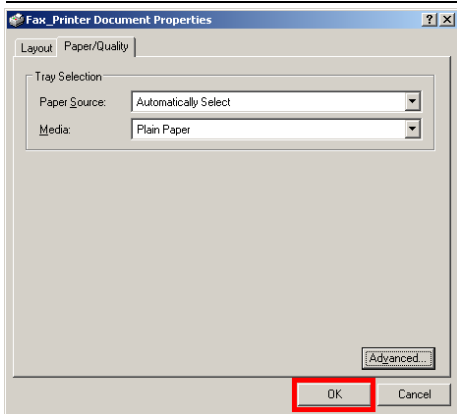 Fax_Printer Document Properties
Layout Paper/Quality
Tray Selection
Paper Source: Automatically Select
Media: Plain Paper
Advanced...
OK Cancel